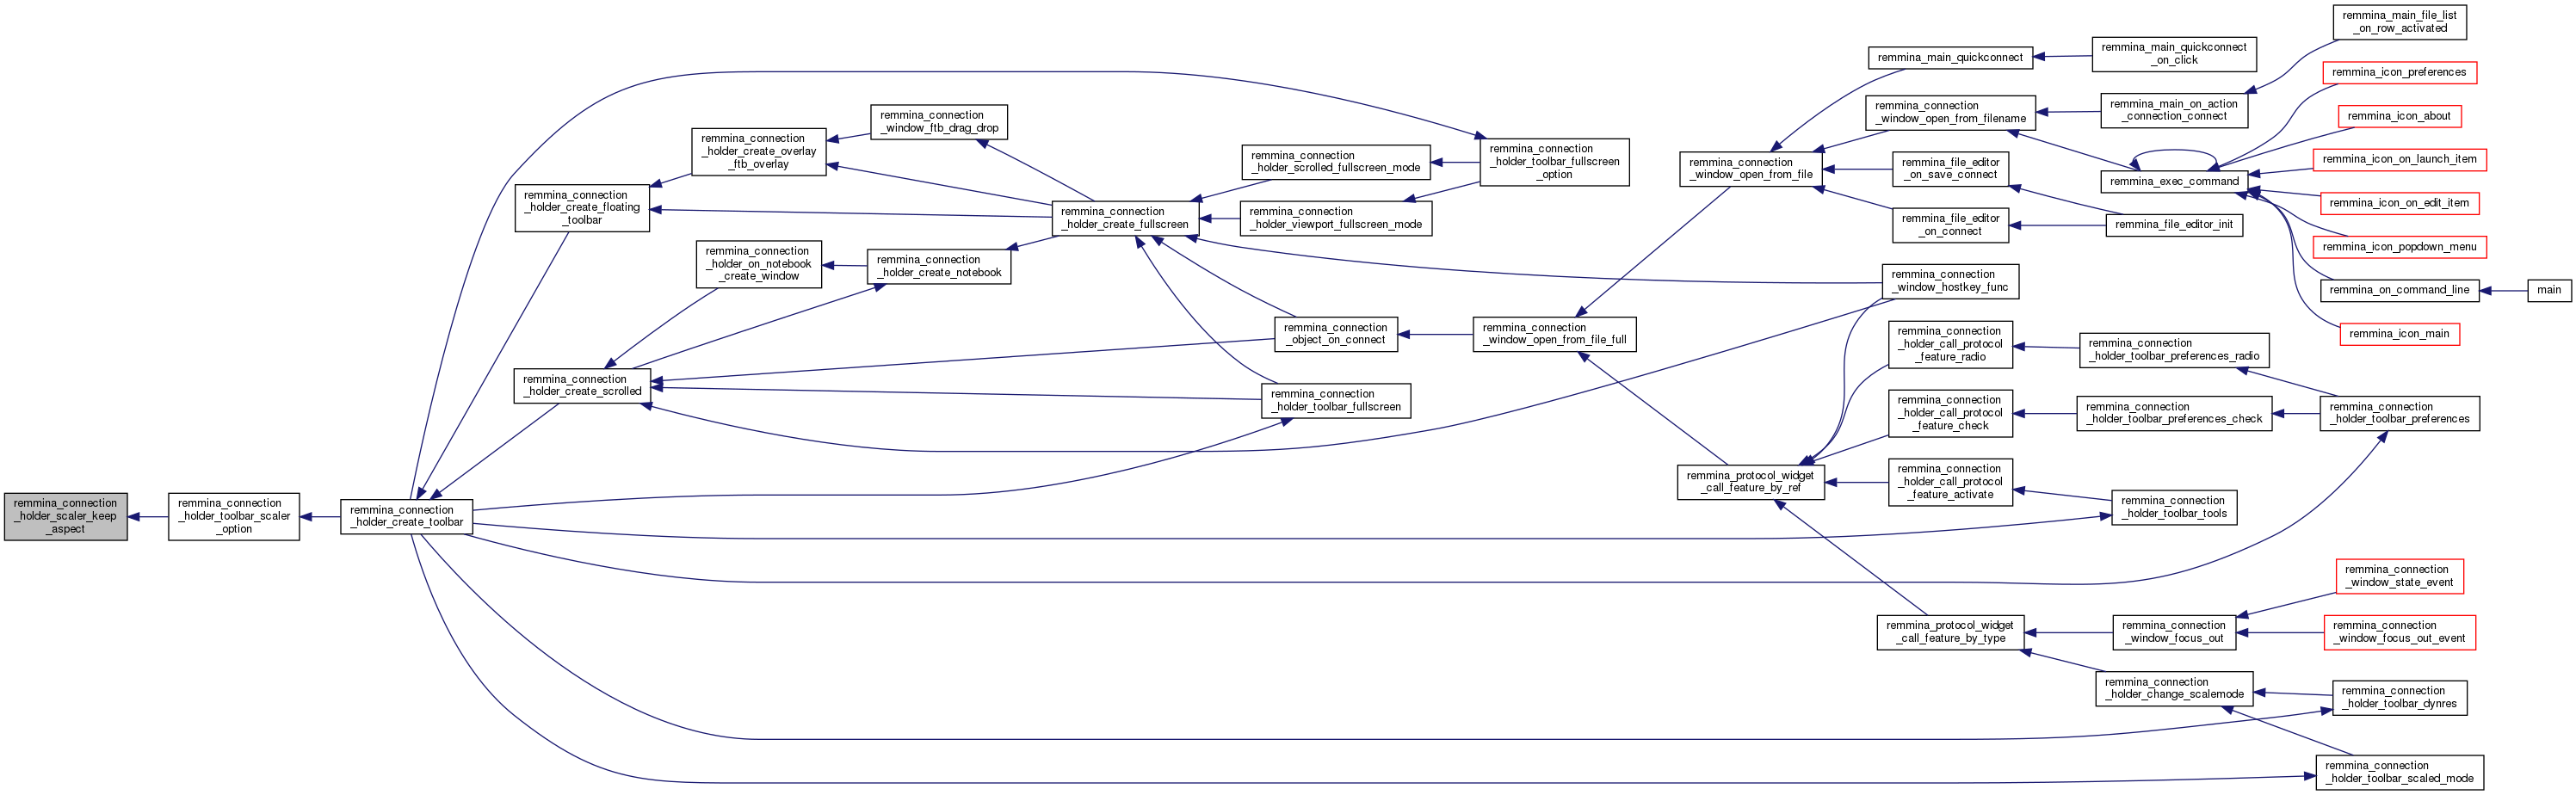 remmina_connection
_holder_scaler_keep
_aspect
remmina_connection
_holder_toolbar_scaler
_option
remmina_connection
_holder_create_toolbar
remmina_connection
_holder_create_floating
_toolbar
remmina_connection
_holder_create_scrolled
remmina_connection
_holder_create_overlay
_ftb_overlay
remmina_connection
_holder_on_notebook
_create_window
remmina_connection
_window_ftb_drag_drop
remmina_connection
_holder_create_notebook
remmina_connection
_holder_create_fullscreen
remmina_connection
_holder_scrolled_fullscreen_mode
remmina_connection
_holder_viewport_fullscreen_mode
remmina_connection
_object_on_connect
remmina_connection
_holder_toolbar_fullscreen
remmina_connection
_holder_toolbar_fullscreen
_option
remmina_connection
_window_open_from_file_full
remmina_connection
_window_open_from_file
remmina_protocol_widget
_call_feature_by_ref
remmina_main_quickconnect
remmina_connection
_window_open_from_filename
remmina_file_editor
_on_save_connect
remmina_file_editor
_on_connect
remmina_connection
_window_hostkey_func
remmina_connection
_holder_call_protocol
_feature_radio
remmina_connection
_holder_call_protocol
_feature_check
remmina_connection
_holder_call_protocol
_feature_activate
remmina_protocol_widget
_call_feature_by_type
remmina_main_quickconnect
_on_click
remmina_main_on_action
_connection_connect
remmina_exec_command
remmina_file_editor_init
remmina_connection
_holder_toolbar_preferences_radio
remmina_connection
_holder_toolbar_preferences_check
remmina_connection
_holder_toolbar_tools
remmina_connection
_window_focus_out
remmina_connection
_holder_change_scalemode
remmina_main_file_list
_on_row_activated
remmina_icon_preferences
remmina_icon_about
remmina_icon_on_launch_item
remmina_icon_on_edit_item
remmina_icon_popdown_menu
remmina_on_command_line
main
remmina_icon_main
remmina_connection
_holder_toolbar_preferences
remmina_connection
_window_state_event
remmina_connection
_window_focus_out_event
remmina_connection
_holder_toolbar_dynres
remmina_connection
_holder_toolbar_scaled_mode